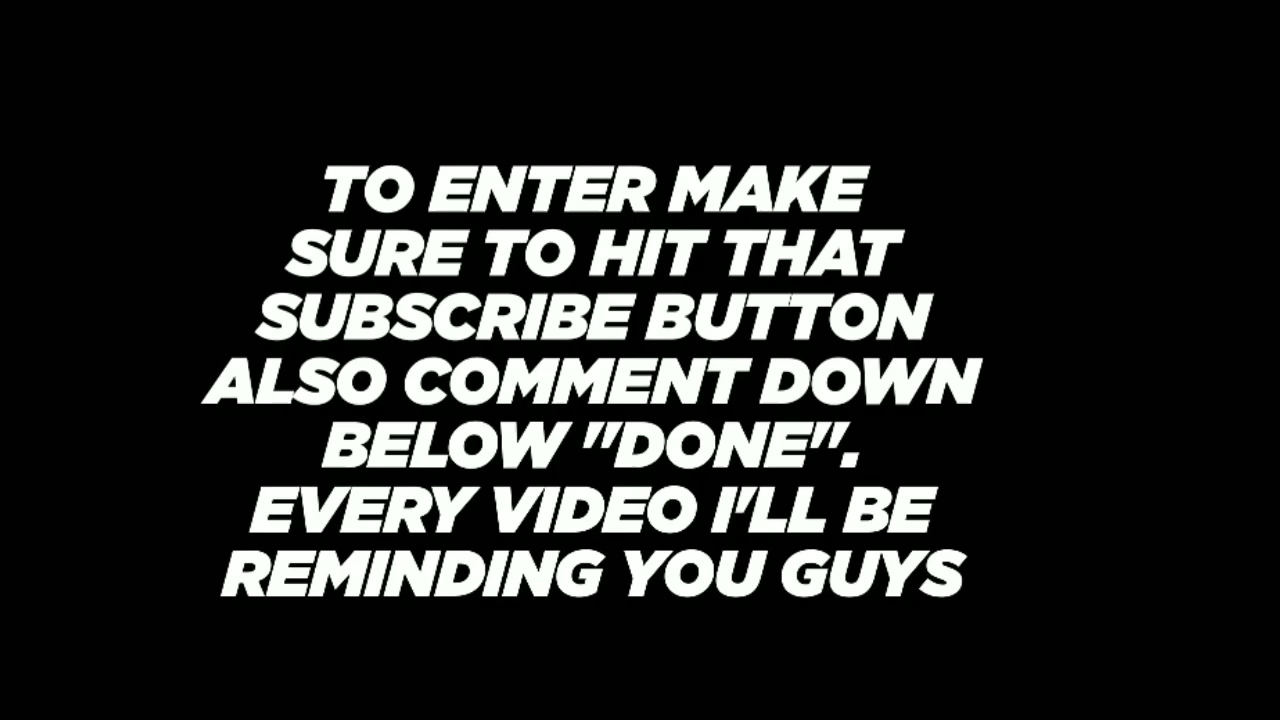 TO ENTER MAKE
SURE TO HIT THAT
SUBSCRIBE BUTTON
ALSO COMMENT DOWN
BELOW "DONE".
EVERY VIDEO I'LL BE
REMINDING YOU GUYS